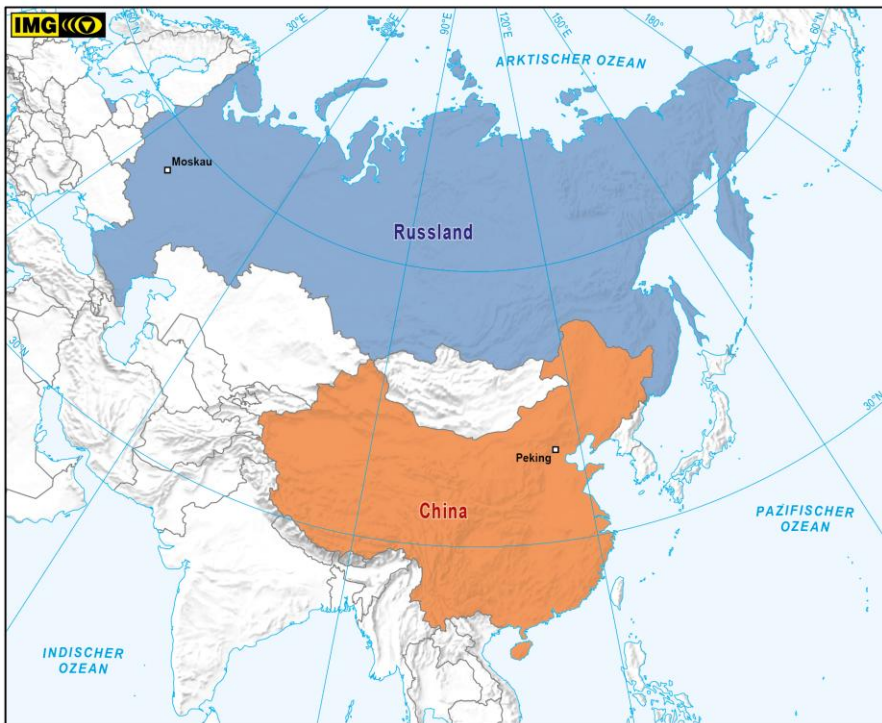 IMG
60°N
30°E
90°E
120°E
150°E
180°
60°N
ARKTISCHER OZEAN
Moskau
Russland
30°N
30°N
Peking
China
PAZIFISCHER
OZEAN
INDISCHER
OZEAN